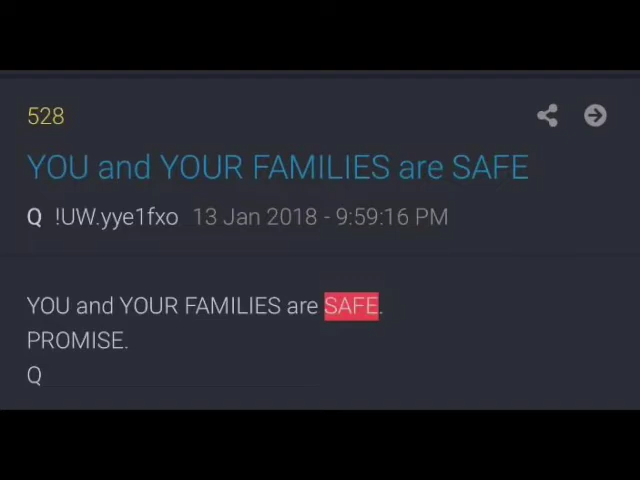 528
YOU and YOUR FAMILIES are SAFE
Q !UW.yye1fxo 13 Jan 2018 - 9:59:16 PM
YOU and YOUR FAMILIES are SAFE.
PROMISE.
Q